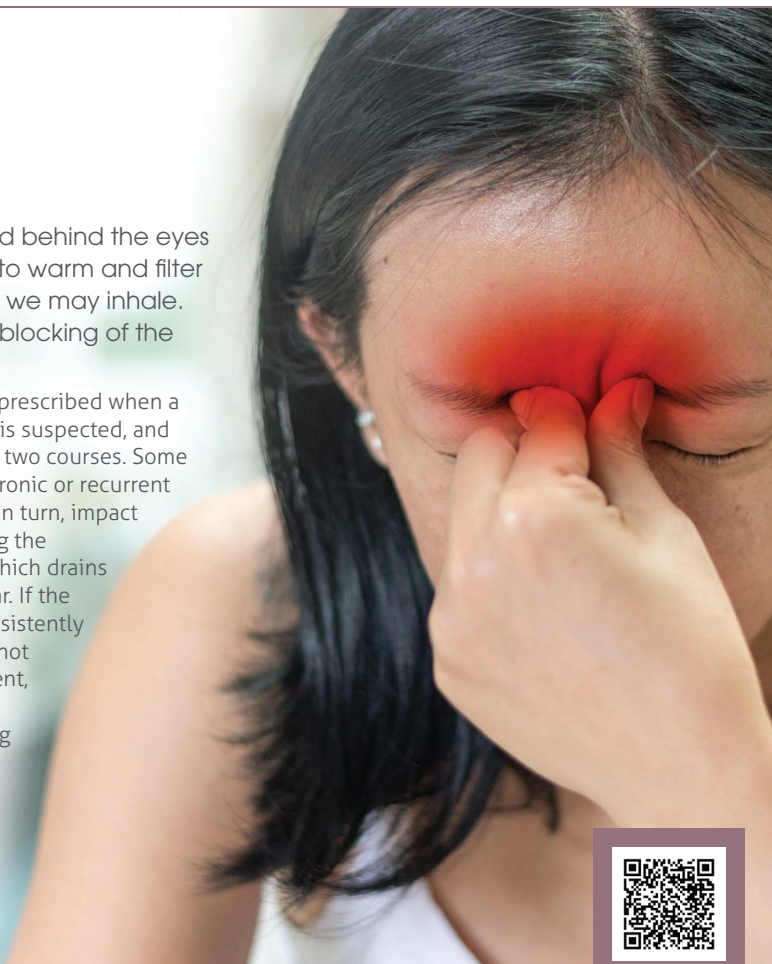 d behind the eyes
to warm and filter
we may inhale.
blocking of the
prescribed when a
is suspected, and
two courses. Some
ronic or recurrent
n turn, impact
g the
hich drains
r. If the
sistently
not
ent,
g